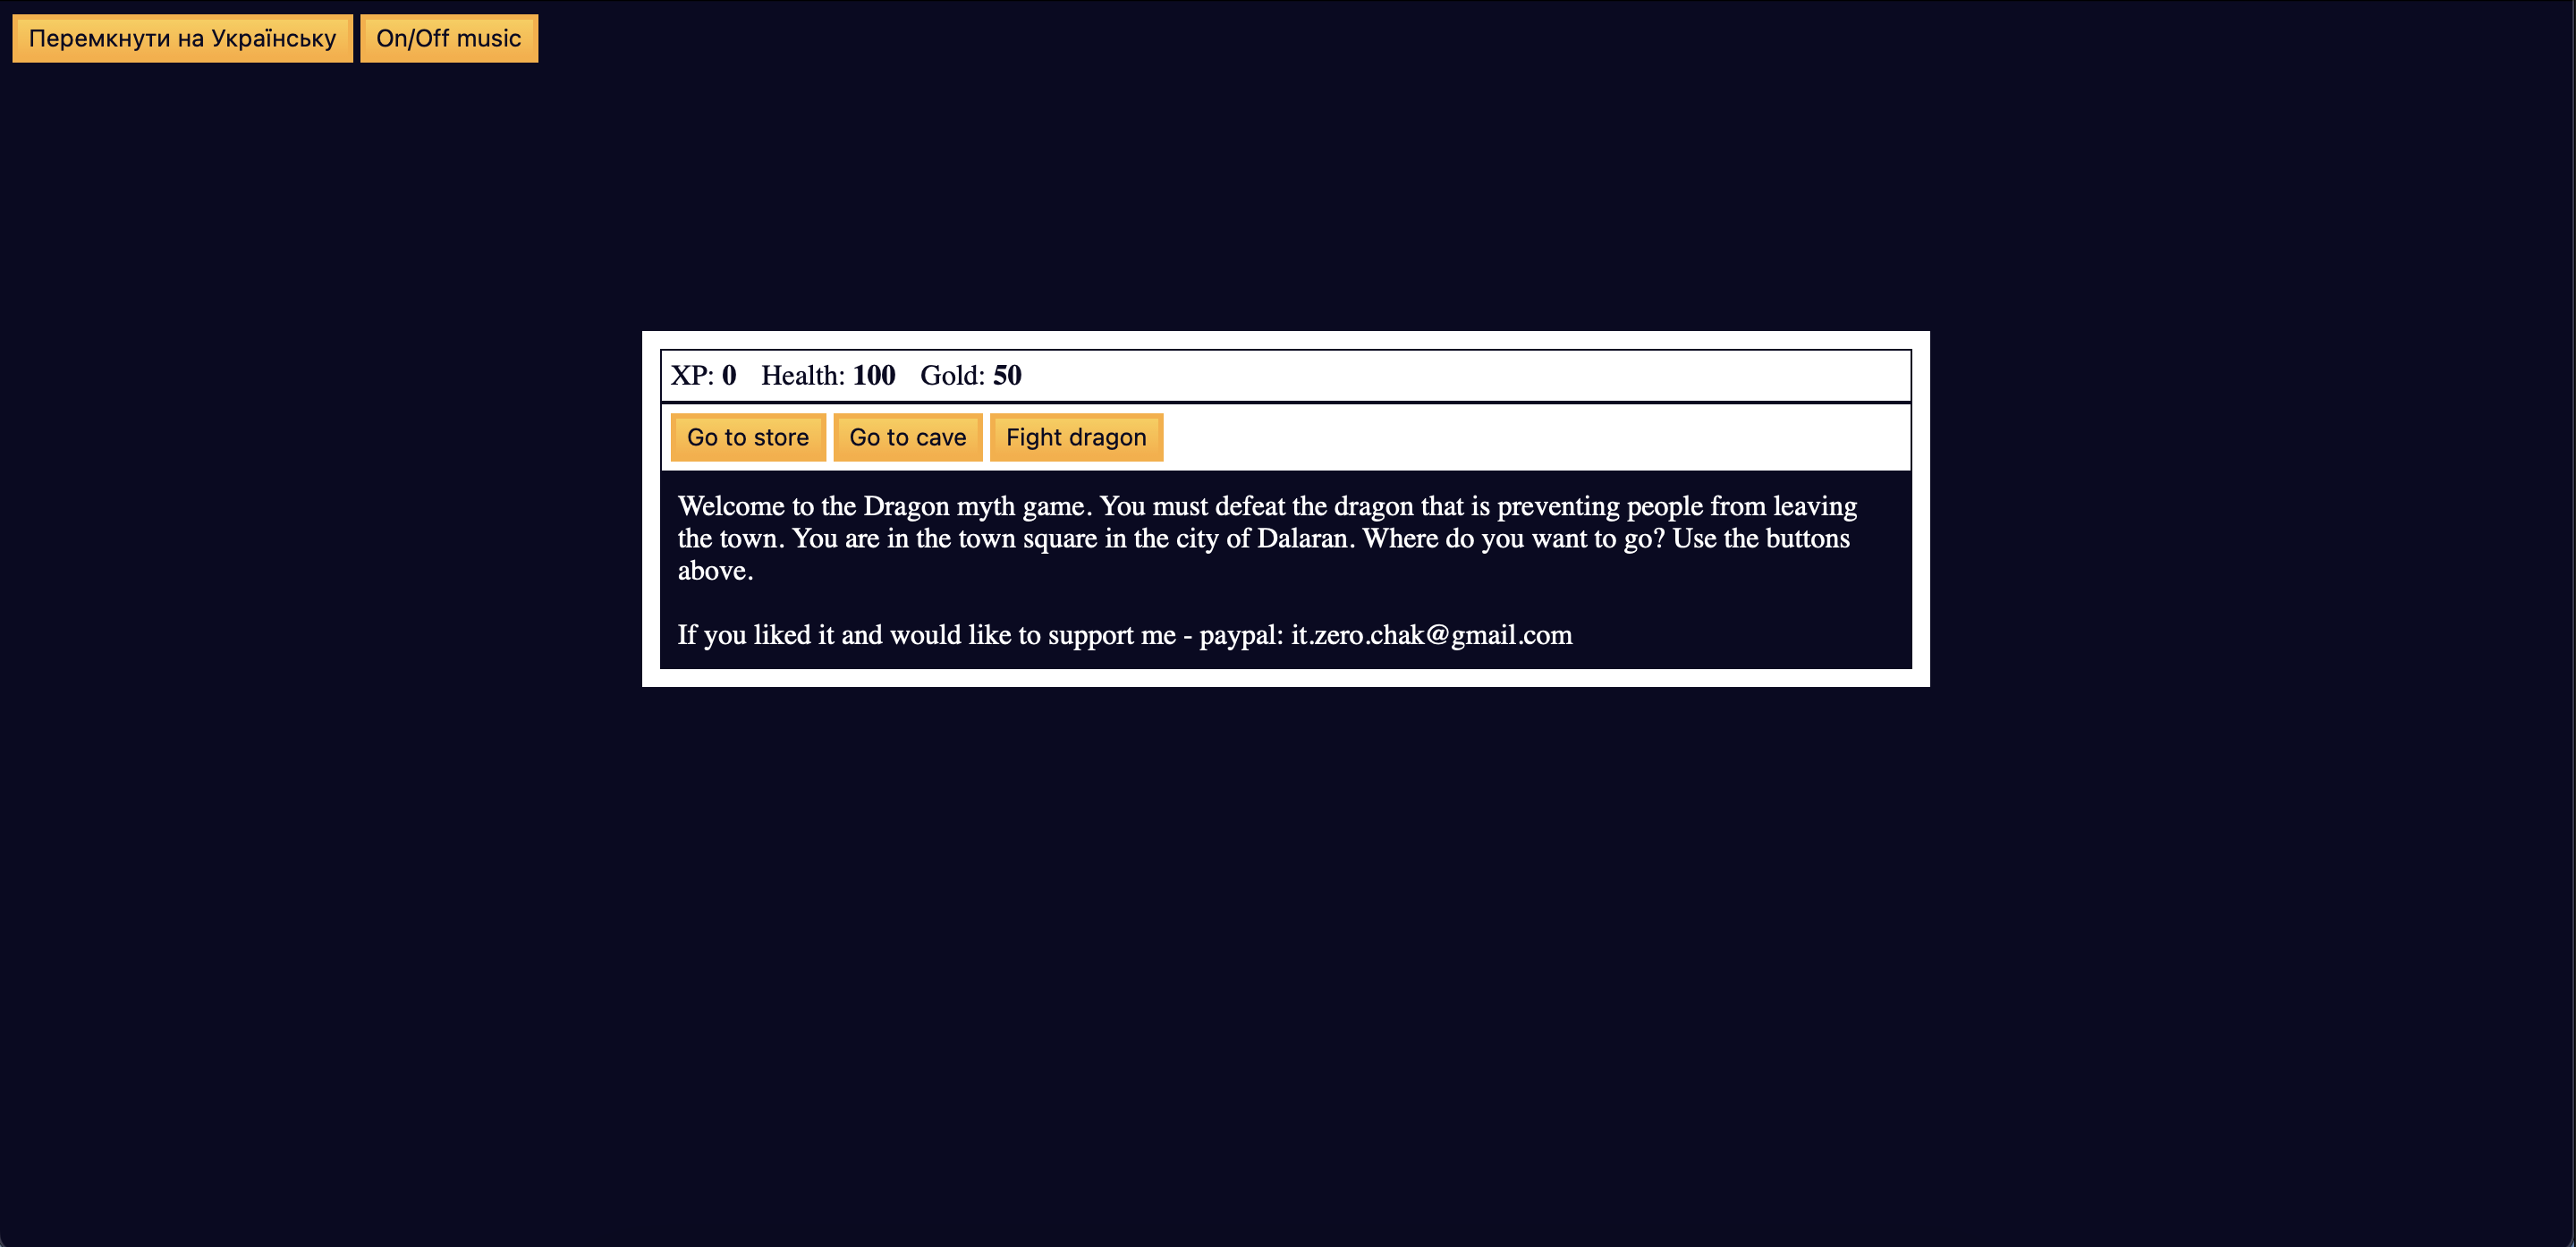 Перемкнути на Українську On/Off music
XP: 0 Health: 100 Gold: 50
Go to store Go to cave Fight dragon
Welcome to the Dragon myth game. You must defeat the dragon that is preventing people from leaving
the town. You are in the town square in the city of Dalaran. Where do you want to go? Use the buttons
above.
If you liked it and would like to support me - paypal: it.zero.chak@gmail.com